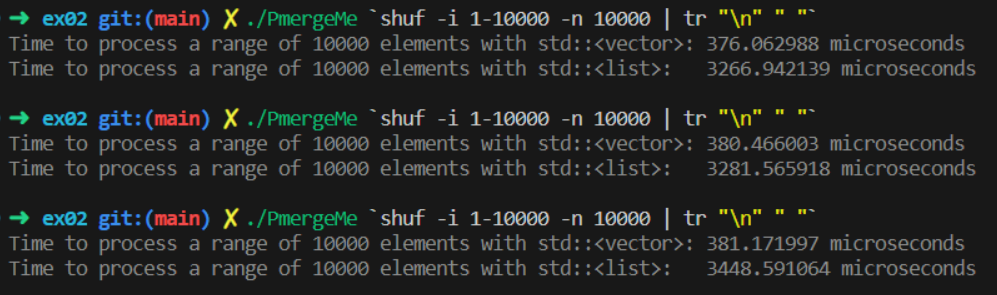 ➜ ex02 git:(main) ✗ ./PmergeMe `shuf -i 1-10000 -n 10000 | tr "\n" " "`
Time to process a range of 10000 elements with std::<vector>: 376.062988 microseconds
Time to process a range of 10000 elements with std::<list>:   3266.942139 microseconds
➜ ex02 git:(main) ✗ ./PmergeMe `shuf -i 1-10000 -n 10000 | tr "\n" " "`
Time to process a range of 10000 elements with std::<vector>: 380.466003 microseconds
Time to process a range of 10000 elements with std::<list>:   3281.565918 microseconds
➜ ex02 git:(main) ✗ ./PmergeMe `shuf -i 1-10000 -n 10000 | tr "\n" " "`
Time to process a range of 10000 elements with std::<vector>: 381.171997 microseconds
Time to process a range of 10000 elements with std::<list>:   3448.591064 microseconds